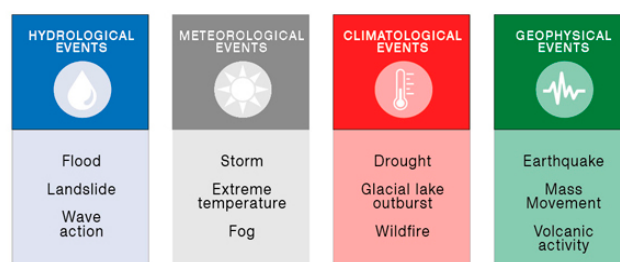 HYDROLOGICAL
EVENTS
Flood
Landslide
Wave
action
METEOROLOGICAL
EVENTS
Storm
Extreme
temperature
Fog
CLIMATOLOGICAL
EVENTS
Drought
Glacial lake
outburst
Wildfire
GEOPHYSICAL
EVENTS
Earthquake
Mass
Movement
Volcanic
activity